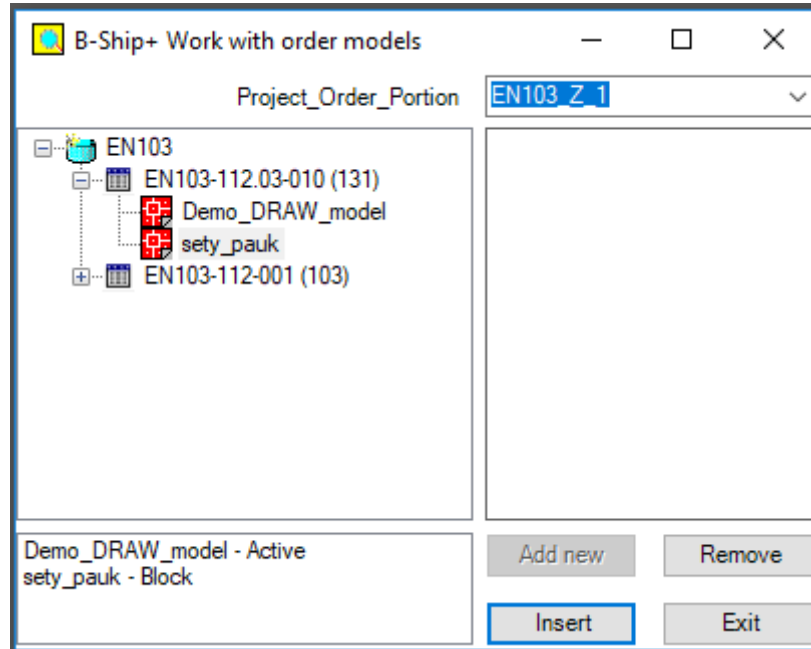 B-Ship+ Work with order models
Project_Order_Portion EN103_Z_1
EN103
EN103-112.03-010 (131)
Demo_DRAW_model
sety_pauk
EN103-112-001 (103)
Demo_DRAW_model - Active
sety_pauk - Block
Add new Remove
Insert Exit